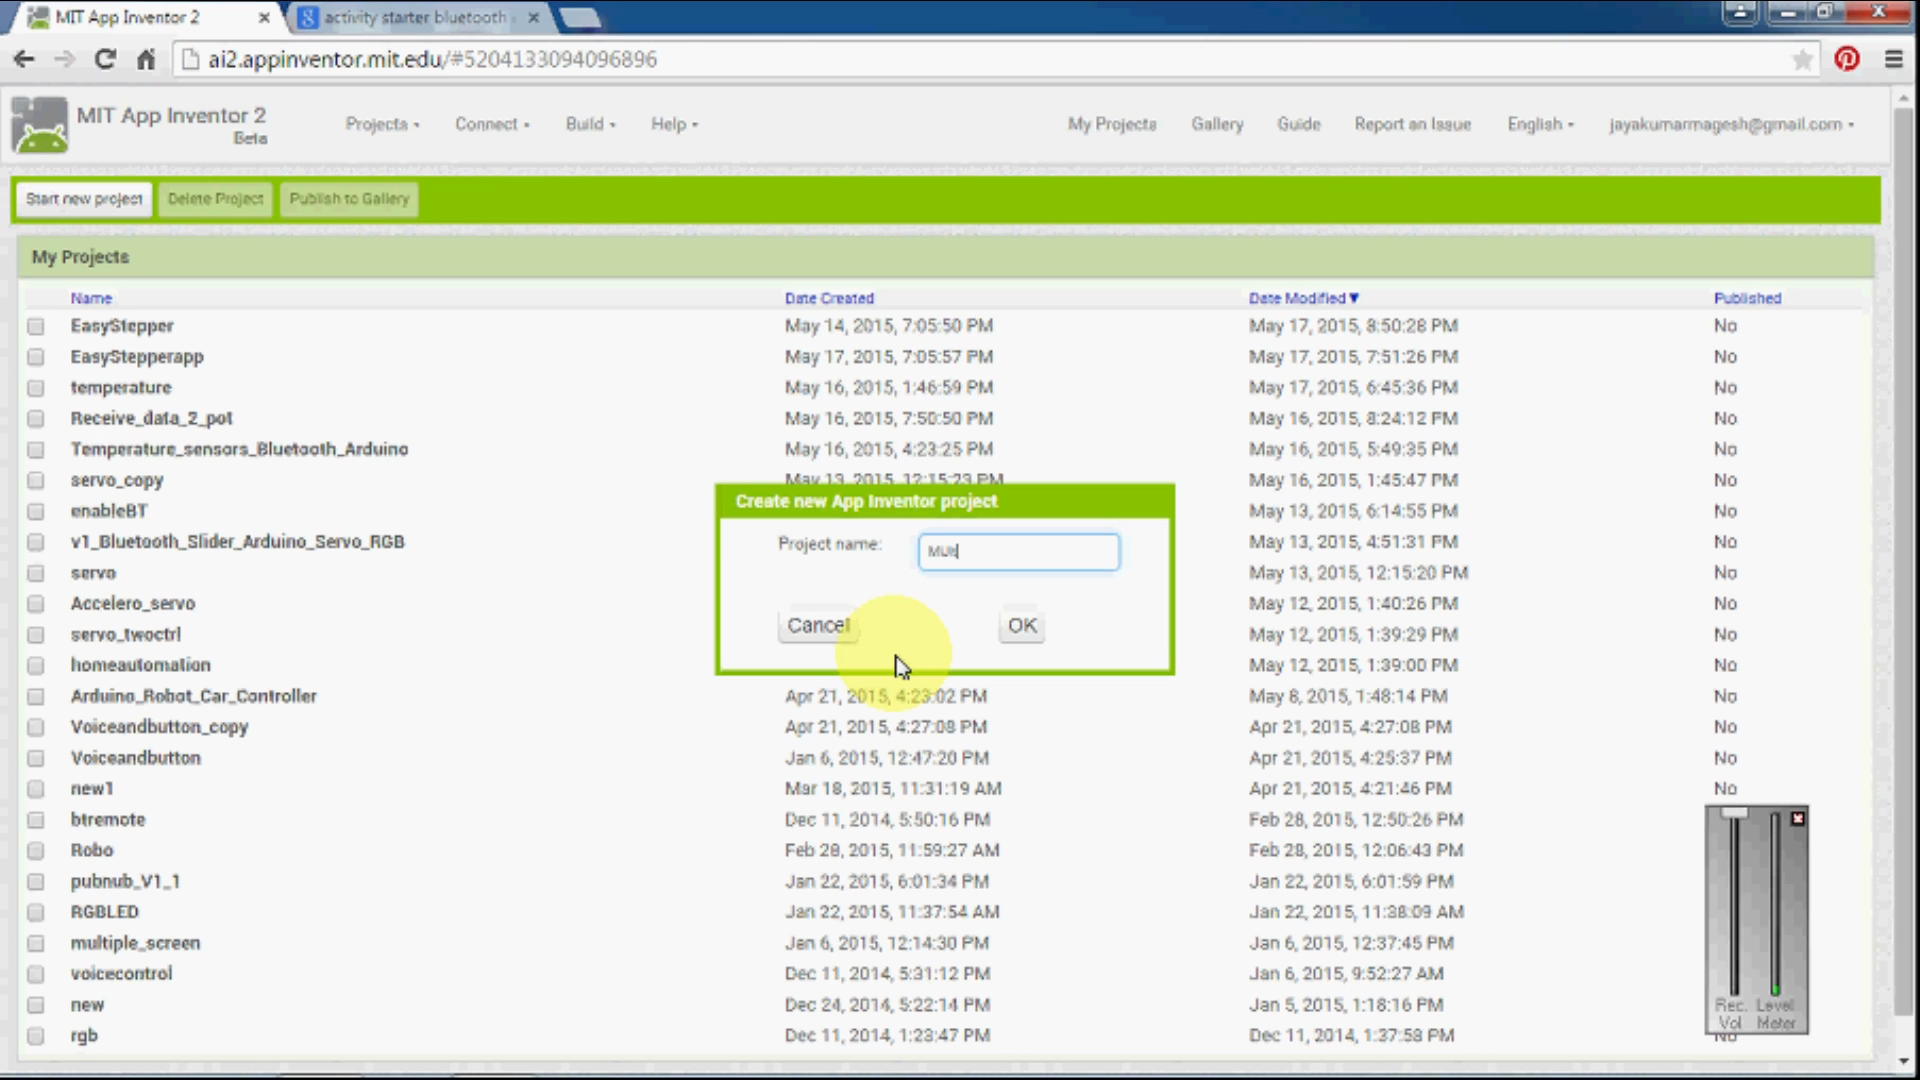 MIT App Inventor 2
activity starter bluetooth
ai2.appinventor.mit.edu/#5204133094096896
MIT App Inventor 2
Beta
Projects
Connect
Build
Help
My Projects
Gallery
Guide
Report an Issue
English
jayakumarmagesh@gmail.com
Start new project
Delete Project
Publish to Gallery
My Projects
Name Date Created Date Modified ▼ Published
EasyStepper May 14, 2015, 7:05:50 PM May 17, 2015, 8:50:28 PM No
EasyStepperapp May 17, 2015, 7:05:57 PM May 17, 2015, 7:51:26 PM No
temperature May 16, 2015, 1:46:59 PM May 17, 2015, 6:45:36 PM No
Receive_data_2_pot May 16, 2015, 7:50:50 PM May 16, 2015, 8:24:12 PM No
Temperature_sensors_Bluetooth_Arduino May 16, 2015, 4:23:25 PM May 16, 2015, 5:49:35 PM No
servo_copy May 13, 2015, 12:15:23 PM May 16, 2015, 1:45:47 PM No
enableBT May 13, 2015, 6:14:55 PM No
v1_Bluetooth_Slider_Arduino_Servo_RGB May 13, 2015, 4:51:31 PM No
servo May 13, 2015, 12:15:20 PM No
Accelero_servo May 12, 2015, 1:40:26 PM No
servo_twoctrl May 12, 2015, 1:39:29 PM No
homeautomation May 12, 2015, 1:39:00 PM No
Create new App Inventor project
Project name:
Cancel
OK
Arduino_Robot_Car_Controller Apr 21, 2015, 4:23:02 PM May 8, 2015, 1:48:14 PM No
Voiceandbutton_copy Apr 21, 2015, 4:27:08 PM Apr 21, 2015, 4:27:08 PM No
Voiceandbutton Jan 6, 2015, 12:47:20 PM Apr 21, 2015, 4:25:37 PM No
new1 Mar 18, 2015, 11:31:19 AM Apr 21, 2015, 4:21:46 PM No
btremote Dec 11, 2014, 5:50:16 PM Feb 28, 2015, 12:50:26 PM
Robo Feb 28, 2015, 11:59:27 AM Feb 28, 2015, 12:06:43 PM
pubnub_V1_1 Jan 22, 2015, 6:01:34 PM Jan 22, 2015, 6:01:59 PM
RGBLED Jan 22, 2015, 11:37:54 AM Jan 22, 2015, 11:38:09 AM
multiple_screen Jan 6, 2015, 12:14:30 PM Jan 6, 2015, 12:37:45 PM
voicecontrol Dec 11, 2014, 5:31:12 PM Jan 6, 2015, 9:52:27 AM
new Dec 24, 2014, 5:22:14 PM Jan 5, 2015, 1:18:16 PM
rgb Dec 11, 2014, 1:23:47 PM Dec 11, 2014, 1:37:58 PM No
Rec. Level
Vol Meter